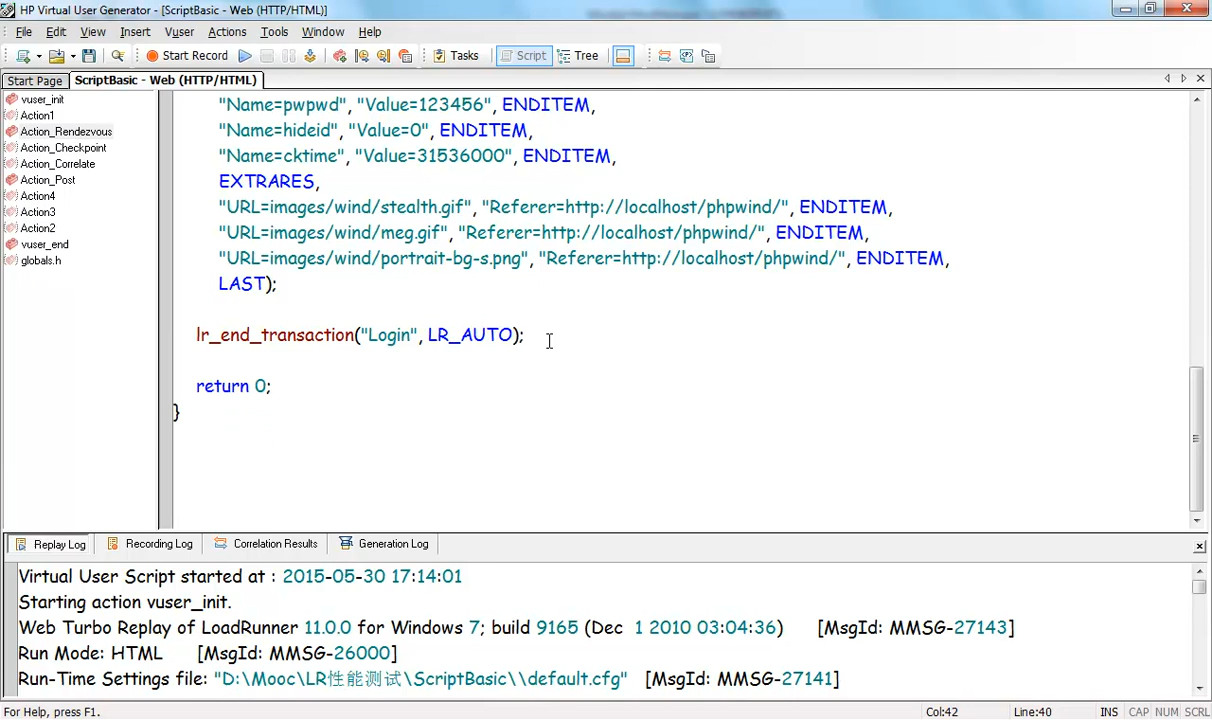 HP Virtual User Generator - [ScriptBasic - Web (HTTP/HTML)]
File Edit View Insert Vuser Actions Tools Window Help
Start Record Tasks Script Tree
Start Page ScriptBasic - Web (HTTP/HTML)
vuser_init
Action1
Action_Rendezvous
Action_Checkpoint
Action_Correlate
Action_Post
Action4
Action3
Action2
vuser_end
globals.h
"Name=pwpwd", "Value=123456", ENDITEM,
"Name=hideid", "Value=0", ENDITEM,
"Name=cktime", "Value=31536000", ENDITEM,
EXTRARES,
"URL=images/wind/stealth.gif", "Referer=http://localhost/phpwind/", ENDITEM,
"URL=images/wind/meg.gif", "Referer=http://localhost/phpwind/", ENDITEM,
"URL=images/wind/portrait-bg-s.png", "Referer=http://localhost/phpwind/", ENDITEM,
LAST);
lr_end_transaction("Login", LR_AUTO);
return 0;
}
Replay Log Recording Log Correlation Results Generation Log
Virtual User Script started at : 2015-05-30 17:14:01
Starting action vuser_init.
Web Turbo Replay of LoadRunner 11.0.0 for Windows 7; build 9165 (Dec 1 2010 03:04:36) [MsgId: MMSG-27143]
Run Mode: HTML [MsgId: MMSG-26000]
Run-Time Settings file: "D:\Mooc\LR性能测试\ScriptBasic\\default.cfg" [MsgId: MMSG-27141]
For Help, press F1. Col:42 Line:40 INS CAP NUM SCRL